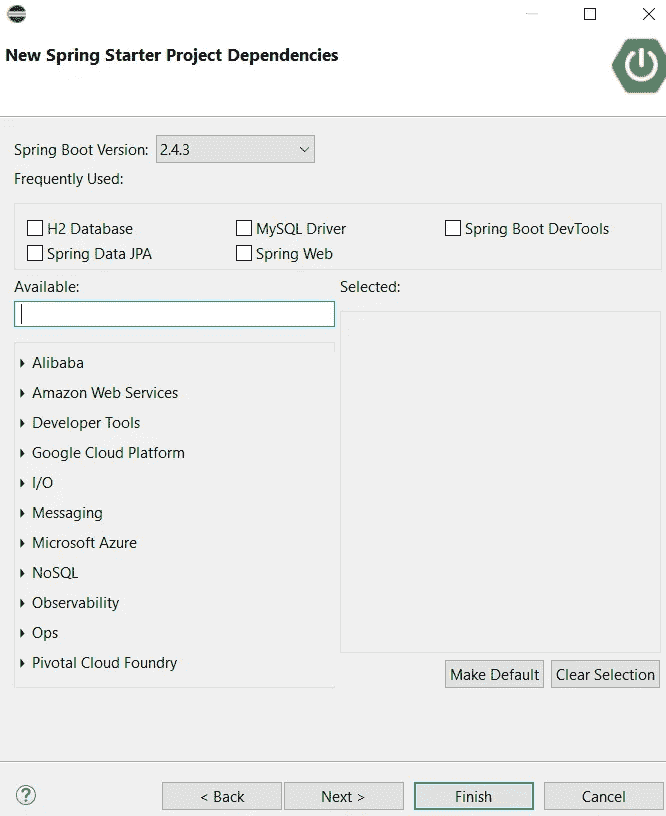 New Spring Starter Project Dependencies
Spring Boot Version: 2.4.3
Frequently Used:
H2 Database MySQL Driver Spring Boot DevTools
Spring Data JPA Spring Web
Available: Selected:
Alibaba
Amazon Web Services
Developer Tools
Google Cloud Platform
I/O
Messaging
Microsoft Azure
NoSQL
Observability
Ops
Pivotal Cloud Foundry
Make Default Clear Selection
? < Back Next > Finish Cancel